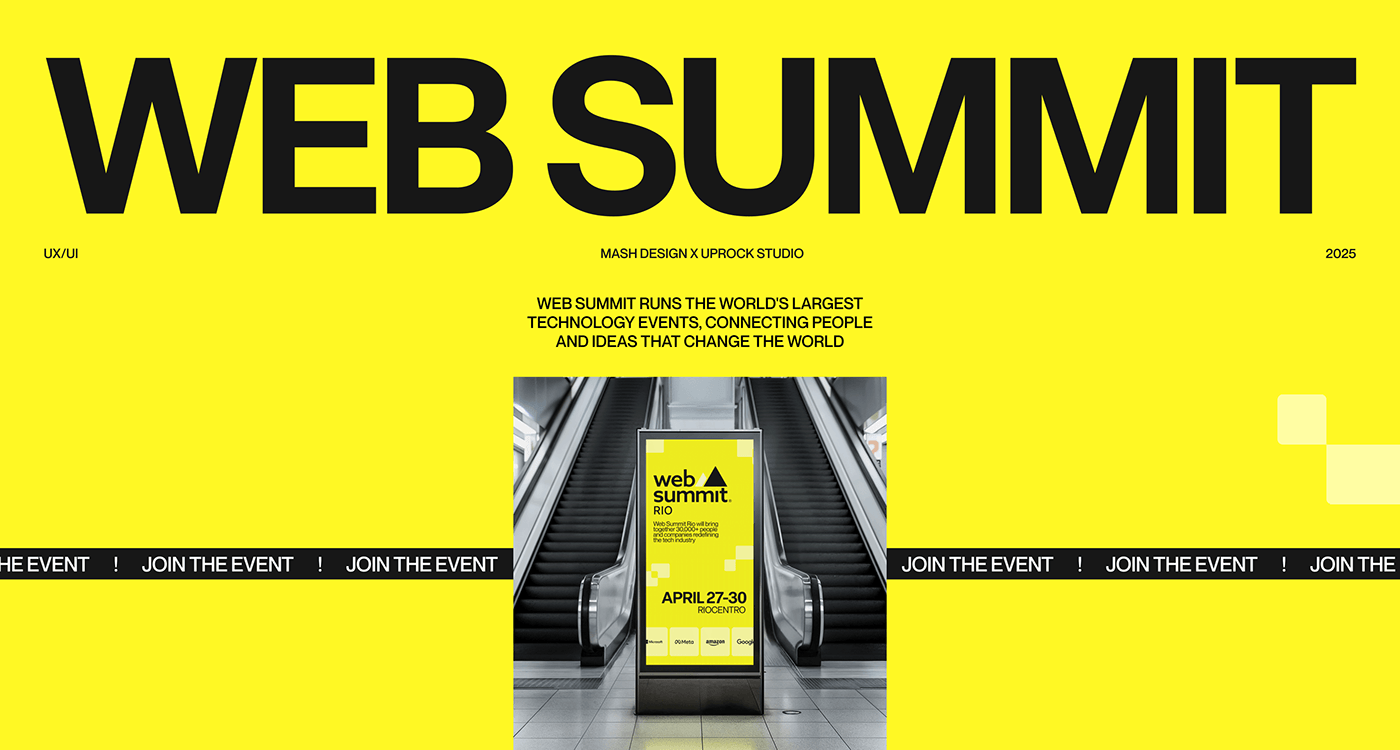 WEB SUMMIT
UX/UI
MASH DESIGN X UPROCK STUDIO
2025
WEB SUMMIT RUNS THE WORLD'S LARGEST
TECHNOLOGY EVENTS, CONNECTING PEOPLE
AND IDEAS THAT CHANGE THE WORLD
web
summit®
RIO
Web Summit Rio will bring
together 30.000+ people
and companies redefining
the tech industry
HE EVENT ! JOIN THE EVENT ! JOIN THE EVENT
JOIN THE EVENT ! JOIN THE EVENT ! JOIN THE
APRIL 27-30
RIOCENTRO
Microsoft Meta amazon Googl